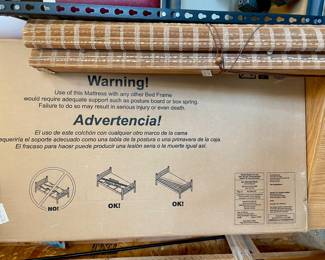 Warning!
Use of this Mattress with any other Bed Frame
would require adequate support such as posture board or box spring.
Failure to do so may result in serious injury or even death.
Advertencia!
El uso de este colchón con cualquier otro marco de la cama
requeriría el soporte adecuado como una tabla de la postura o una primavera de la caja.
El fracaso para hacer puede producir una lesión seria o la muerte igual así.
NO!
OK!
OK!